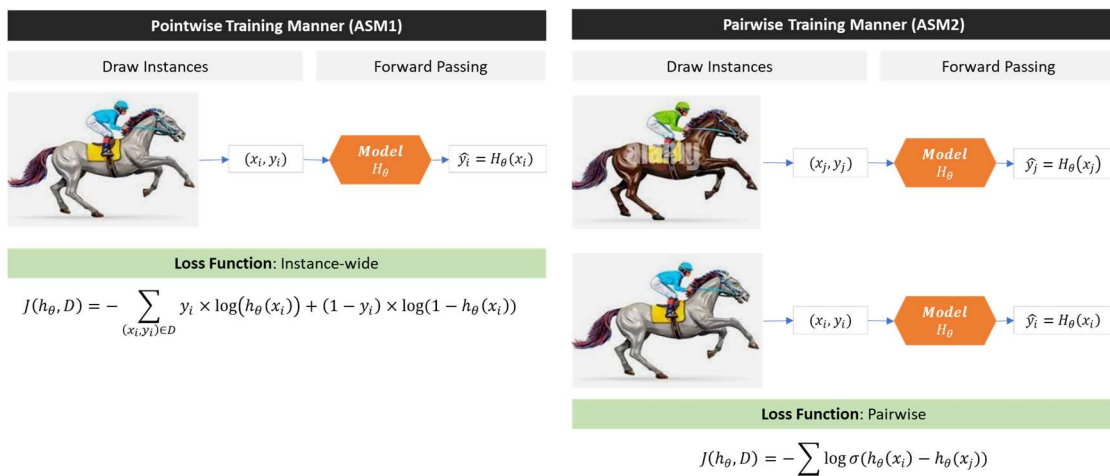 Pointwise Training Manner (ASM1)
Draw Instances
Forward Passing
(x_i, y_i)
Model
H_θ
ŷ_i = H_θ(x_i)
Loss Function: Instance-wide
J(h_θ, D) = − ∑_{(x_i,y_i)∈D} y_i × log(h_θ(x_i)) + (1 − y_i) × log(1 − h_θ(x_i))
Pairwise Training Manner (ASM2)
Draw Instances
Forward Passing
alamy
(x_j, y_j)
Model
H_θ
ŷ_j = H_θ(x_j)
(x_i, y_i)
Model
H_θ
ŷ_i = H_θ(x_i)
Loss Function: Pairwise
J(h_θ, D) = − ∑ log σ(h_θ(x_i) − h_θ(x_j))